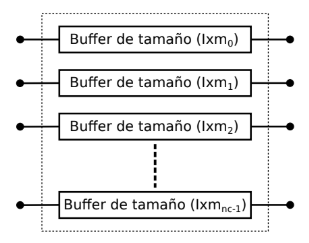 Buffer de tamaño (Ixm₀)
Buffer de tamaño (Ixm₁)
Buffer de tamaño (Ixm₂)
Buffer de tamaño (Ixmnc-1)